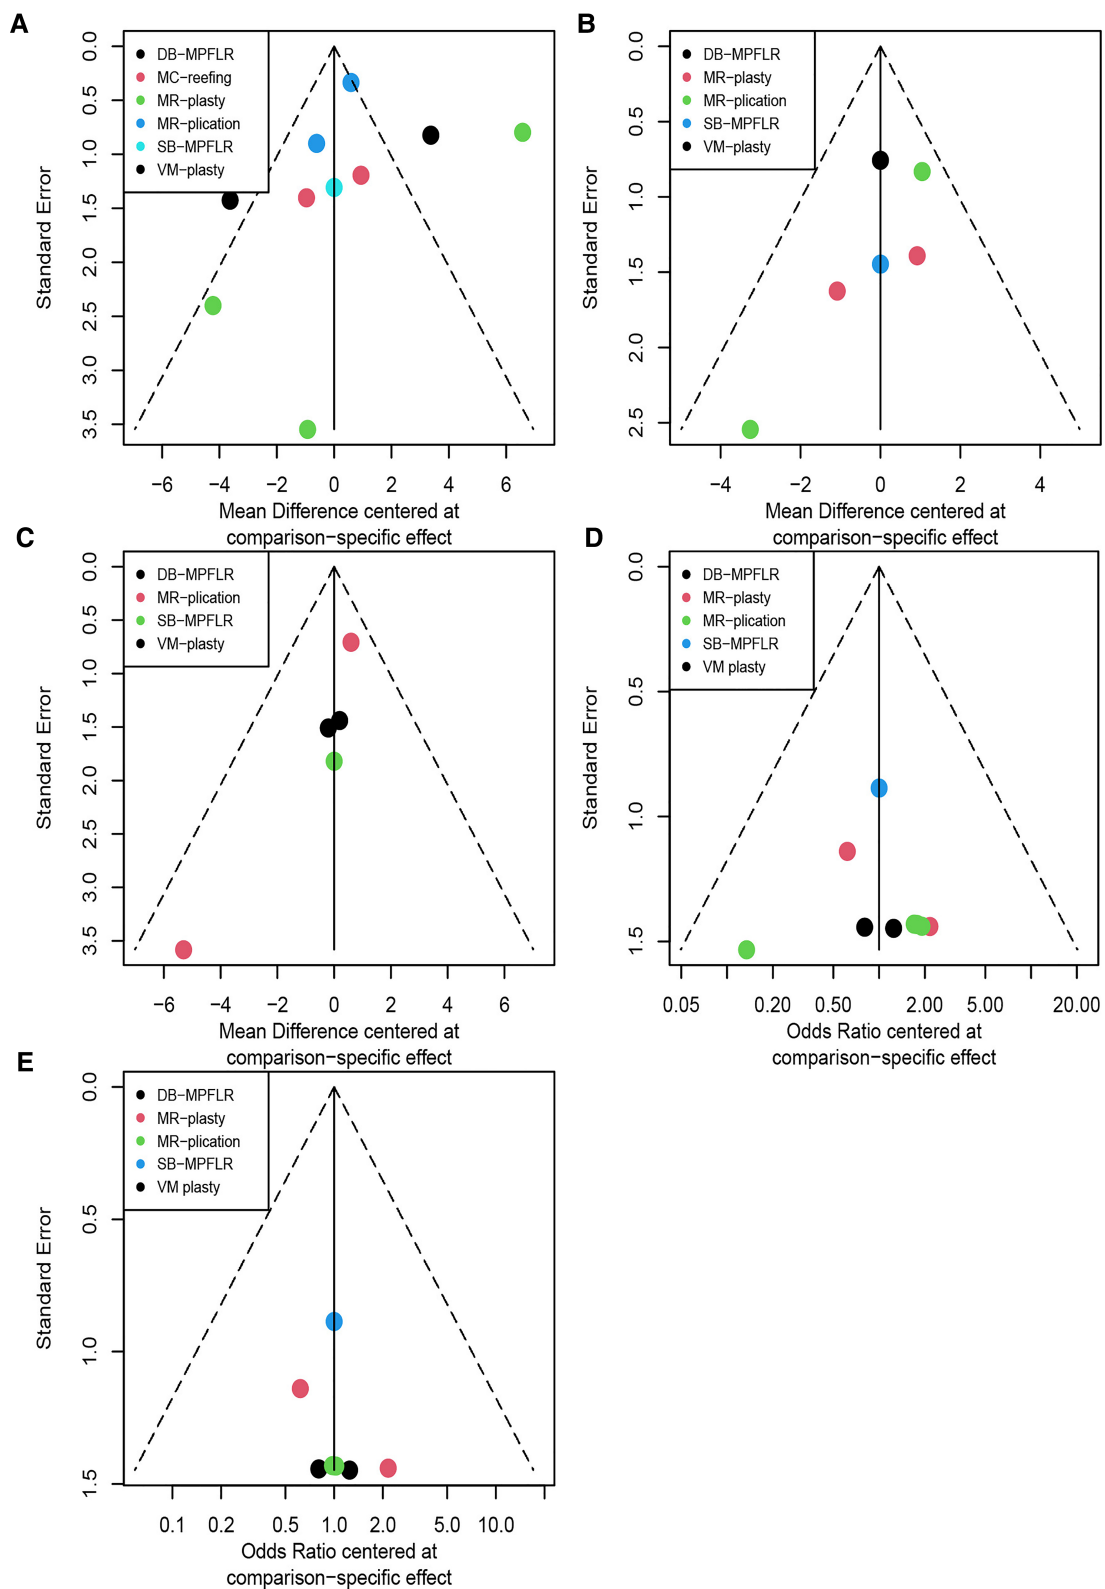 A
DB−MPFLR
MC−reefing
MR−plasty
MR−plication
SB−MPFLR
VM−plasty
0.0
0.5
1.0
1.5
2.0
2.5
3.0
3.5
Standard Error
−6 −4 −2 0 2 4 6
Mean Difference centered at
comparison−specific effect
B
DB−MPFLR
MR−plasty
MR−plication
SB−MPFLR
VM−plasty
0.0
0.5
1.0
1.5
2.0
2.5
Standard Error
−4 −2 0 2 4
Mean Difference centered at
comparison−specific effect
C
DB−MPFLR
MR−plication
SB−MPFLR
VM−plasty
0.0
0.5
1.0
1.5
2.0
2.5
3.0
3.5
Standard Error
−6 −4 −2 0 2 4 6
Mean Difference centered at
comparison−specific effect
D
DB−MPFLR
MR−plasty
MR−plication
SB−MPFLR
VM plasty
0.0
0.5
1.0
1.5
Standard Error
0.05 0.20 0.50 2.00 5.00 20.00
Odds Ratio centered at
comparison−specific effect
E
DB−MPFLR
MR−plasty
MR−plication
SB−MPFLR
VM plasty
0.0
0.5
1.0
1.5
Standard Error
0.1 0.2 0.5 1.0 2.0 5.0 10.0
Odds Ratio centered at
comparison−specific effect